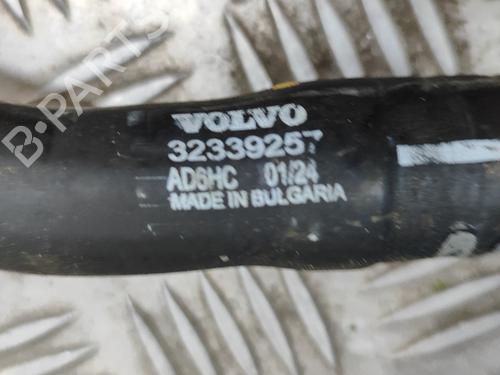 B-PARTS
VOLVO
32339257
AD6HC 01/24
MADE IN BULGARIA